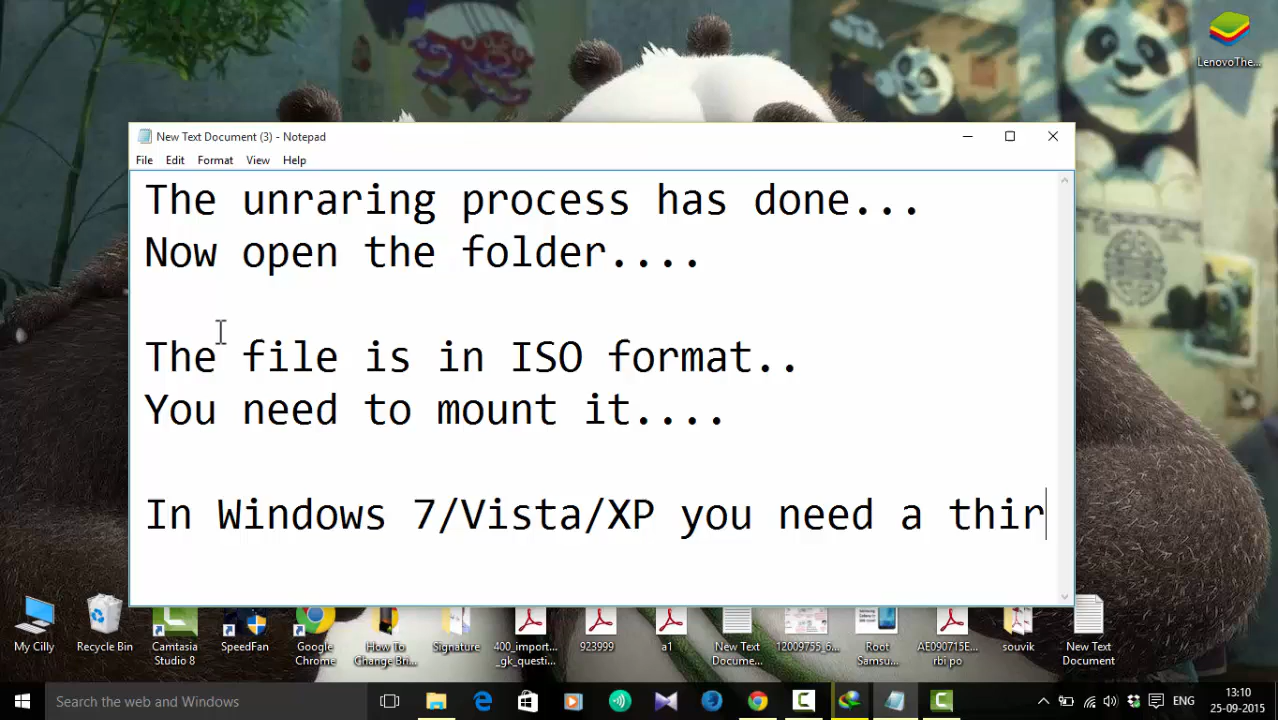 LenovoThe...
New Text Document (3) - Notepad
File Edit Format View Help
The unraring process has done...
Now open the folder....
The file is in ISO format..
You need to mount it....
In Windows 7/Vista/XP you need a thir
My Cilly
Recycle Bin
Camtasia
Studio 8
SpeedFan
Google
Chrome
How To
Change Bri...
Signature
400_import...
_gk_questi...
923999
a1
New Text
Docume...
12009755_6...
Root
Samsu...
AE090715E...
rbi po
souvik
New Text
Document
Search the web and Windows
ENG
13:10
25-09-2015